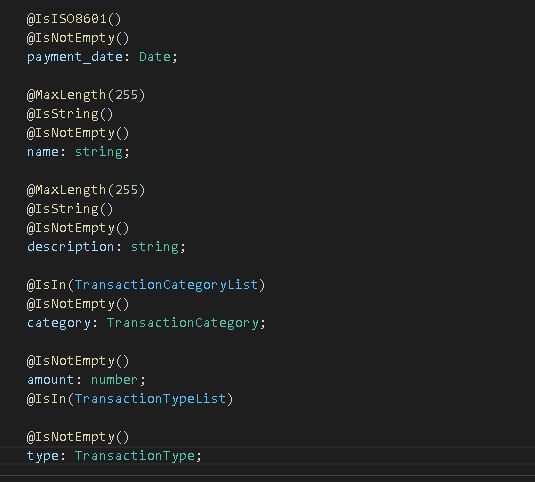 @IsISO8601()
@IsNotEmpty()
payment_date: Date;
@MaxLength(255)
@IsString()
@IsNotEmpty()
name: string;
@MaxLength(255)
@IsString()
@IsNotEmpty()
description: string;
@IsIn(TransactionCategoryList)
@IsNotEmpty()
category: TransactionCategory;
@IsNotEmpty()
amount: number;
@IsIn(TransactionTypeList)
@IsNotEmpty()
type: TransactionType;